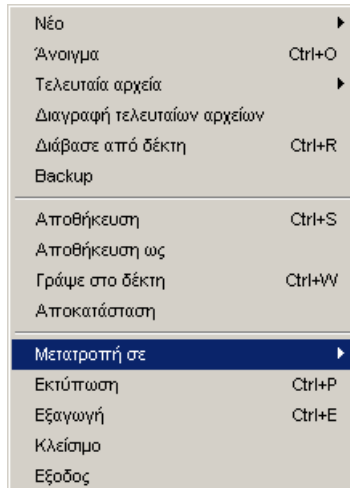 Νέο
Άνοιγμα Ctrl+O
Τελευταία αρχεία
Διαγραφή τελευταίων αρχείων
Διάβασε από δέκτη Ctrl+R
Backup
Αποθήκευση Ctrl+S
Αποθήκευση ως
Γράψε στο δέκτη Ctrl+W
Αποκατάσταση
Μετατροπή σε
Εκτύπωση Ctrl+P
Εξαγωγή Ctrl+E
Κλείσιμο
Εξοδος